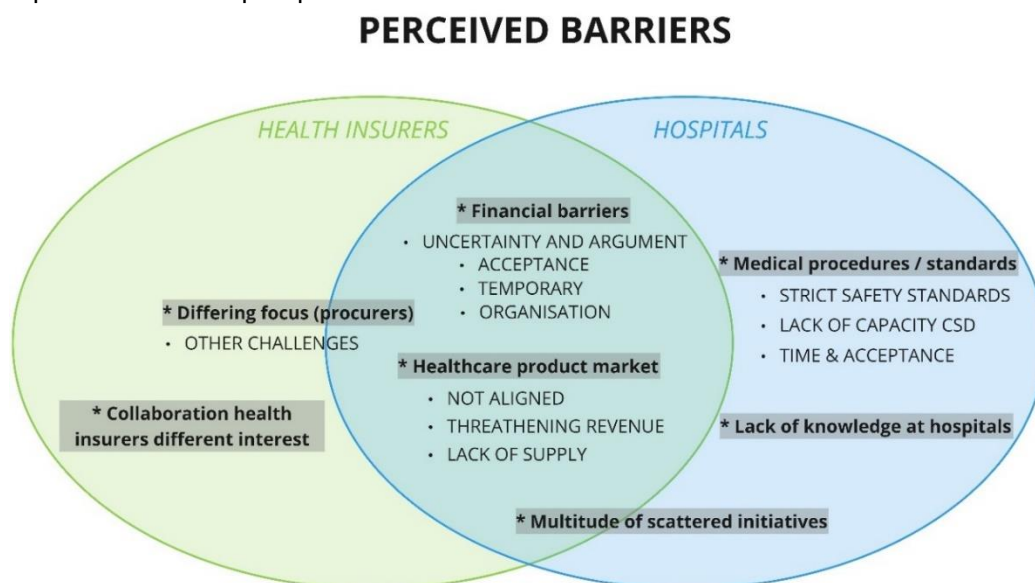 PERCEIVED BARRIERS
HEALTH INSURERS
HOSPITALS
* Financial barriers
• UNCERTAINTY AND ARGUMENT
• ACCEPTANCE
• TEMPORARY
• ORGANISATION
* Medical procedures / standards
• STRICT SAFETY STANDARDS
• LACK OF CAPACITY CSD
• TIME & ACCEPTANCE
* Differing focus (procurers)
• OTHER CHALLENGES
* Healthcare product market
• NOT ALIGNED
• THREATHENING REVENUE
• LACK OF SUPPLY
* Collaboration health
insurers different interest
* Lack of knowledge at hospitals
* Multitude of scattered initiatives